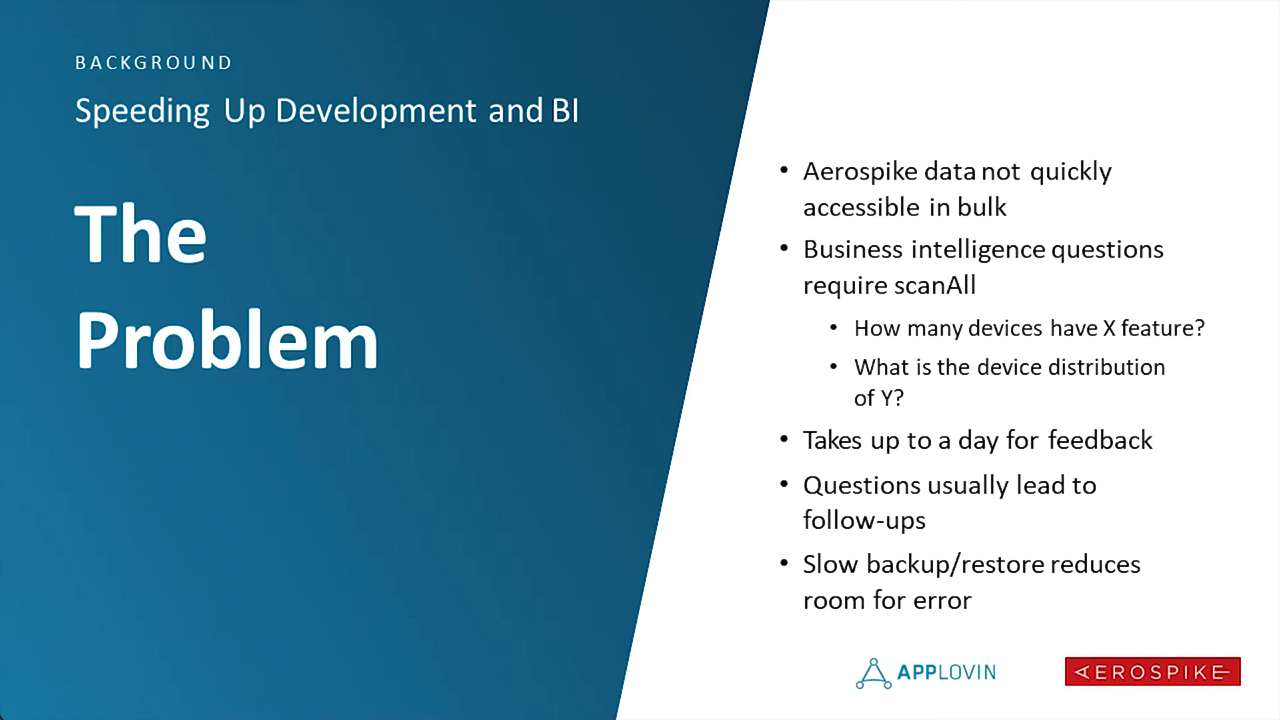 BACKGROUND
Speeding Up Development and BI
The
Problem
• Aerospike data not quickly
accessible in bulk
• Business intelligence questions
require scanAll
• How many devices have X feature?
• What is the device distribution
of Y?
• Takes up to a day for feedback
• Questions usually lead to
follow-ups
• Slow backup/restore reduces
room for error
APPLOVIN
AEROSPIKE